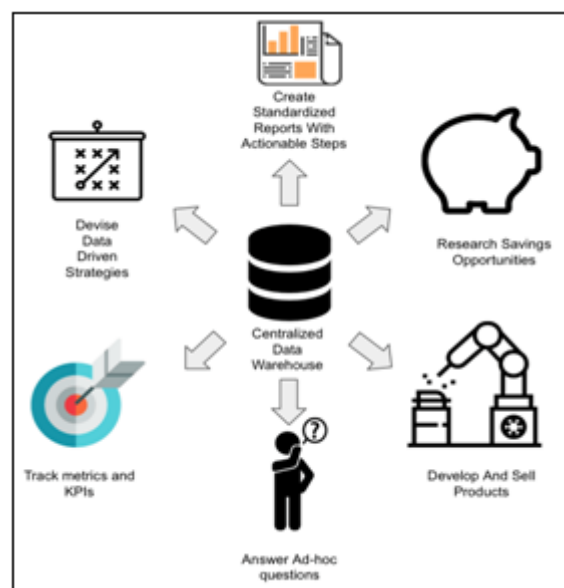 Create
Standardized
Reports With
Actionable Steps
Devise
Data
Driven
Strategies
Research Savings
Opportunities
Centralized
Data
Warehouse
Track metrics and
KPIs
?
Develop And Sell
Products
Answer Ad-hoc
questions